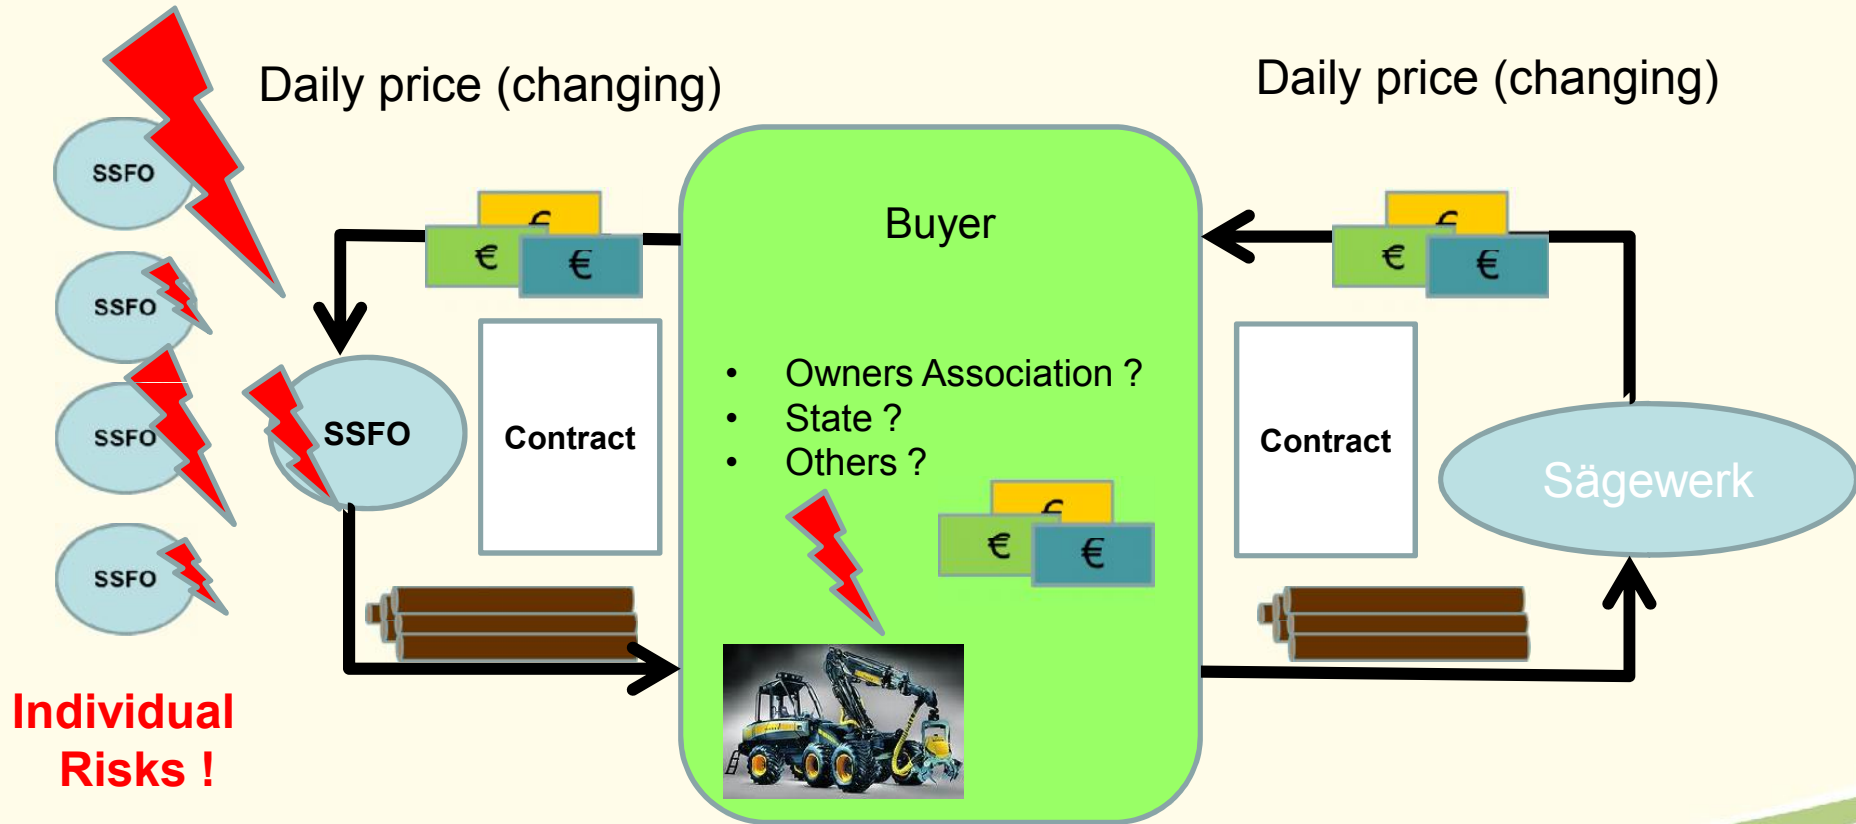 Daily price (changing)
Daily price (changing)
SSFO
SSFO
SSFO
SSFO
SSFO
€
€
€
Contract
Buyer
• Owners Association ?
• State ?
• Others ?
€
€
€
€
€
€
Contract
Sägewerk
Individual
Risks !